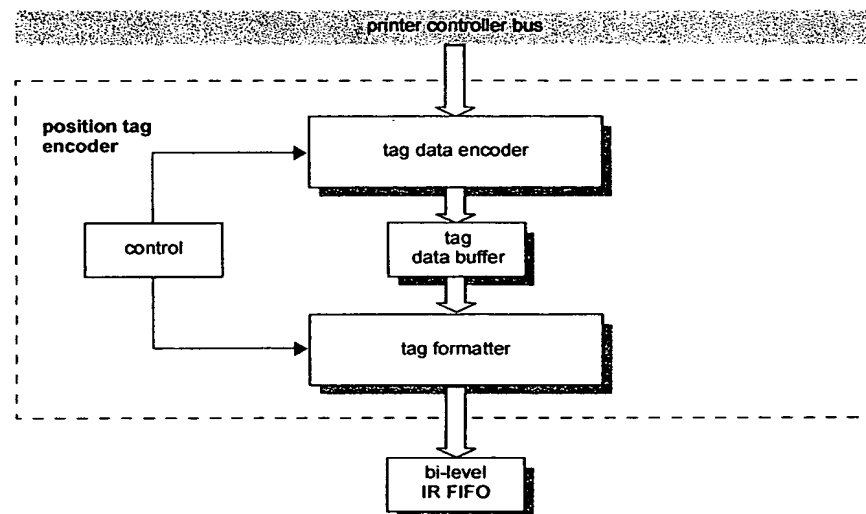 printer controller bus
position tag
encoder
tag data encoder
control
tag
data buffer
tag formatter
bi-level
IR FIFO